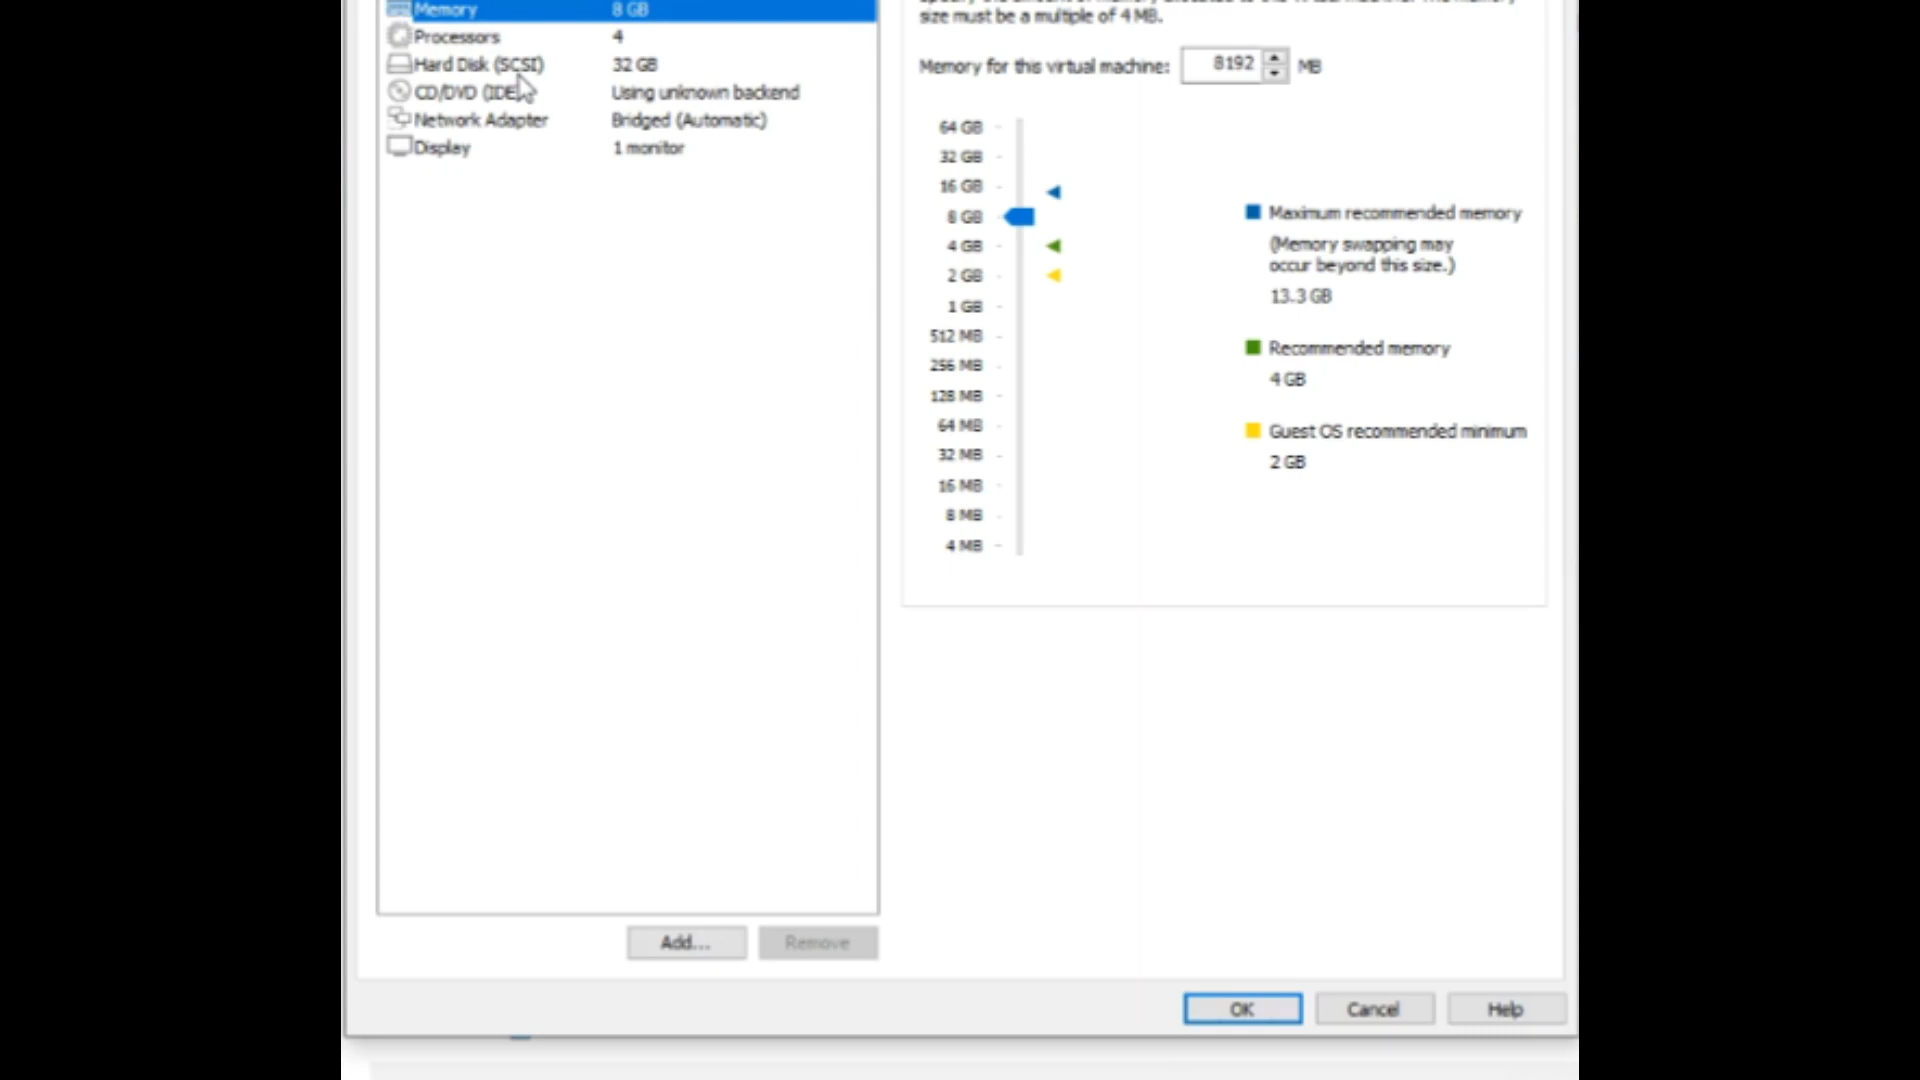 Memory 8 GB
Processors 4
Hard Disk (SCSI) 32 GB
CD/DVD (IDE Using unknown backend
Network Adapter Bridged (Automatic)
Display 1 monitor
Add...
Remove
size must be a multiple of 4 MB.
Memory for this virtual machine: 8192 MB
64 GB
32 GB
16 GB
8 GB
4 GB
2 GB
1 GB
512 MB
256 MB
128 MB
64 MB
32 MB
16 MB
8 MB
4 MB
Maximum recommended memory
(Memory swapping may
occur beyond this size.)
13.3 GB
Recommended memory
4 GB
Guest OS recommended minimum
2 GB
OK Cancel Help